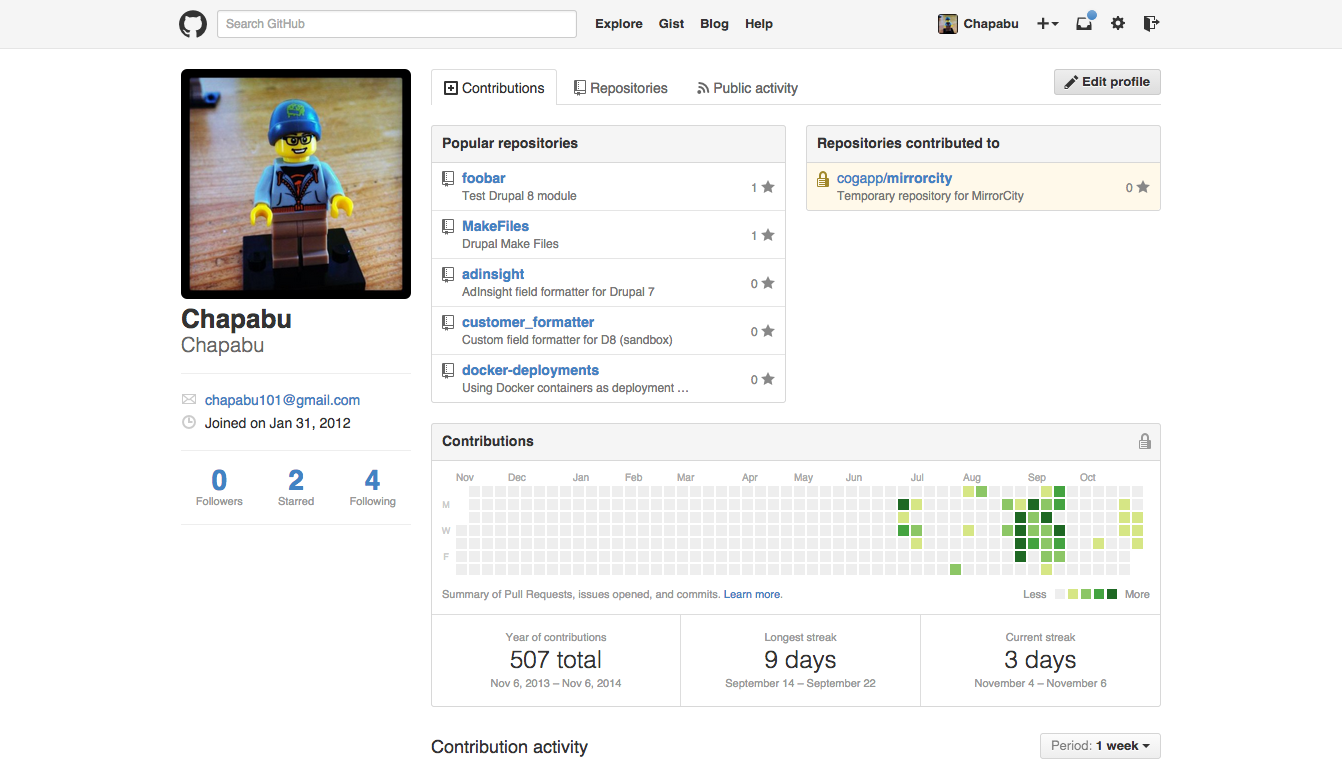 Search GitHub
Explore Gist Blog Help
Chapabu
Contributions Repositories Public activity
Edit profile
Chapabu
Chapabu
chapabu101@gmail.com
Joined on Jan 31, 2012
0 2 4
Followers Starred Following
Popular repositories
foobar
Test Drupal 8 module
1
MakeFiles
Drupal Make Files
1
adinsight
AdInsight field formatter for Drupal 7
0
customer_formatter
Custom field formatter for D8 (sandbox)
0
docker-deployments
Using Docker containers as deployment …
0
Repositories contributed to
cogapp/mirrorcity
Temporary repository for MirrorCity
0
Contributions
Nov Dec Jan Feb Mar Apr May Jun Jul Aug Sep Oct
M
W
F
Summary of Pull Requests, issues opened, and commits. Learn more.
Less More
Year of contributions
507 total
Nov 6, 2013 – Nov 6, 2014
Longest streak
9 days
September 14 – September 22
Current streak
3 days
November 4 – November 6
Contribution activity
Period: 1 week